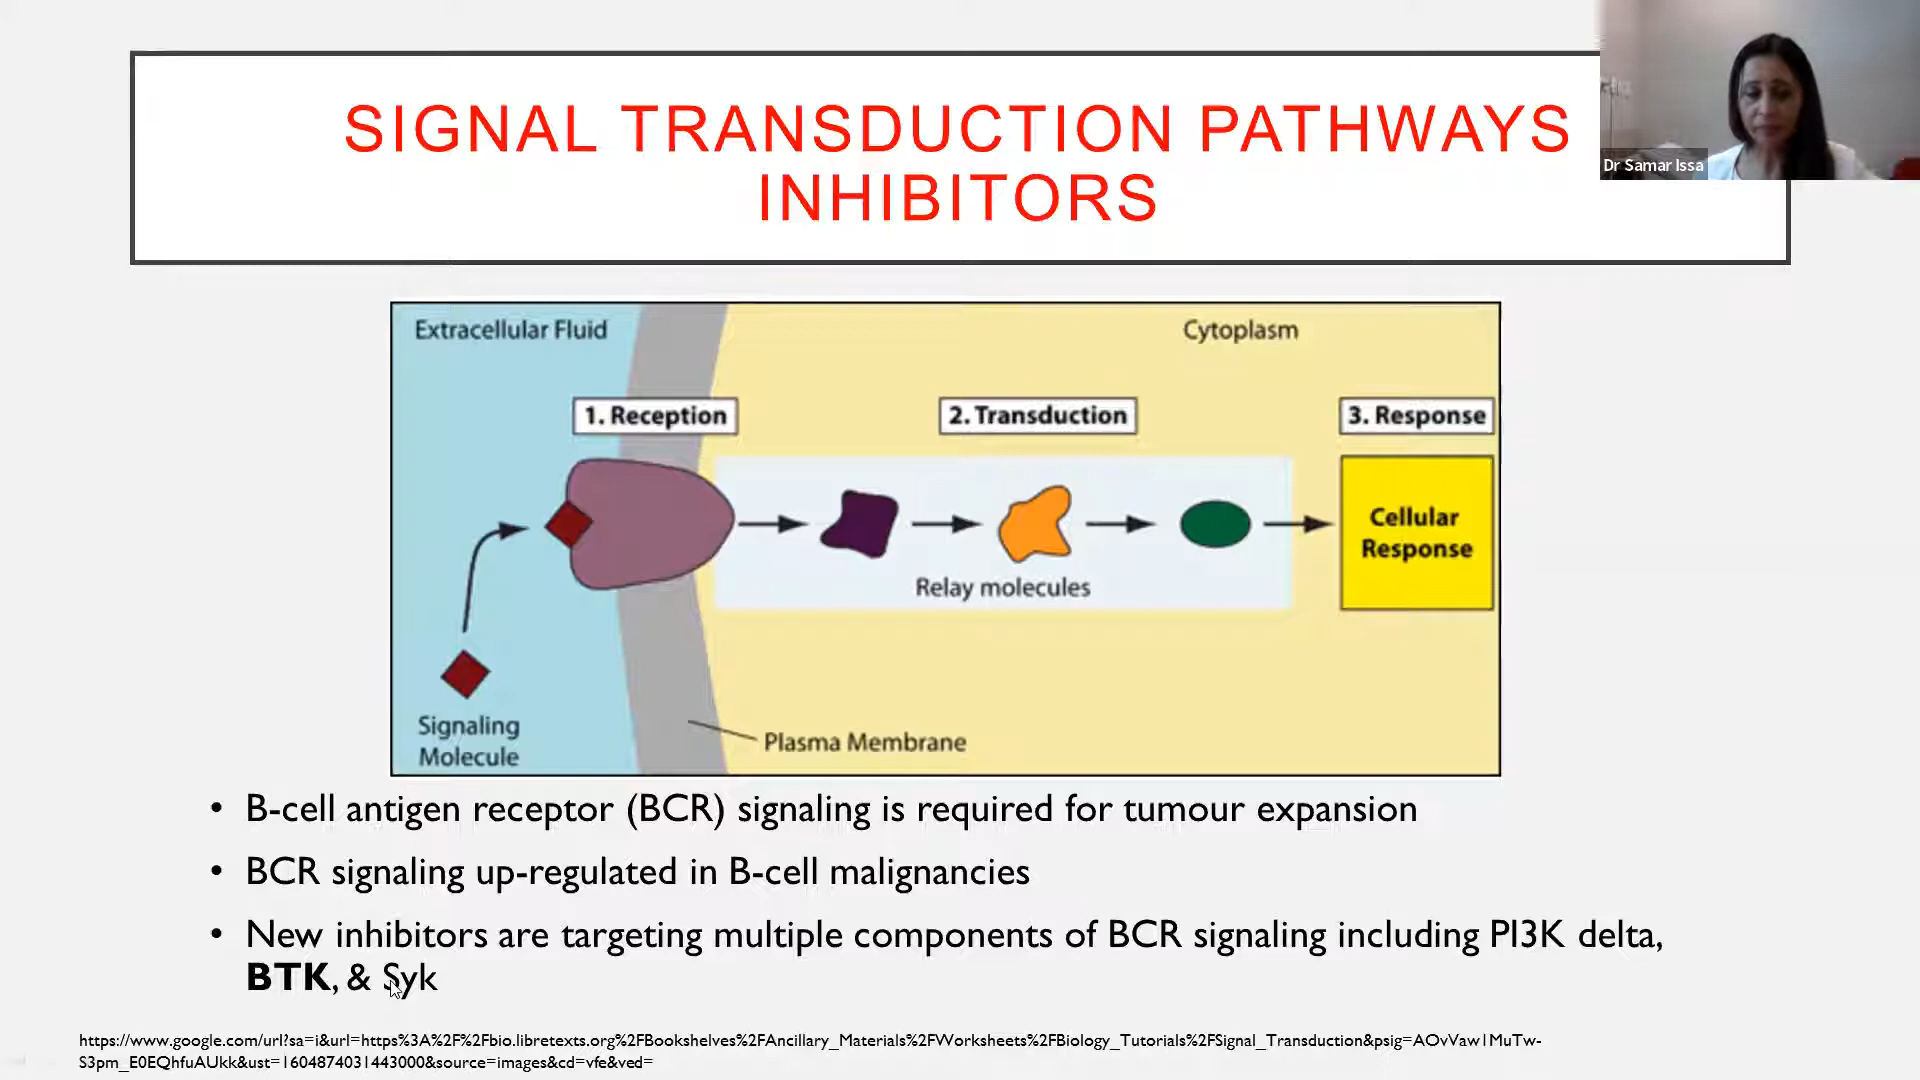 SIGNAL TRANSDUCTION PATHWAYS
INHIBITORS
Dr Samar Issa
Extracellular Fluid
Cytoplasm
1. Reception
2. Transduction
3. Response
Cellular
Response
Relay molecules
Signaling
Molecule
Plasma Membrane
• B-cell antigen receptor (BCR) signaling is required for tumour expansion
• BCR signaling up-regulated in B-cell malignancies
• New inhibitors are targeting multiple components of BCR signaling including PI3K delta,
BTK, & Syk
https://www.google.com/url?sa=i&url=https%3A%2F%2Fbio.libretexts.org%2FBookshelves%2FAncillary_Materials%2FWorksheets%2FBiology_Tutorials%2FSignal_Transduction&psig=AOvVaw1MuTw-
S3pm_E0EQhfuAUkk&ust=1604874031443000&source=images&cd=vfe&ved=